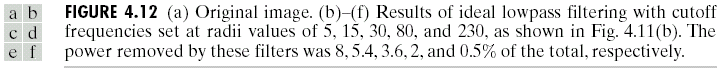 a b
c d
e f
FIGURE 4.12 (a) Original image. (b)–(f) Results of ideal lowpass filtering with cutoff
frequencies set at radii values of 5, 15, 30, 80, and 230, as shown in Fig. 4.11(b). The
power removed by these filters was 8, 5.4, 3.6, 2, and 0.5% of the total, respectively.